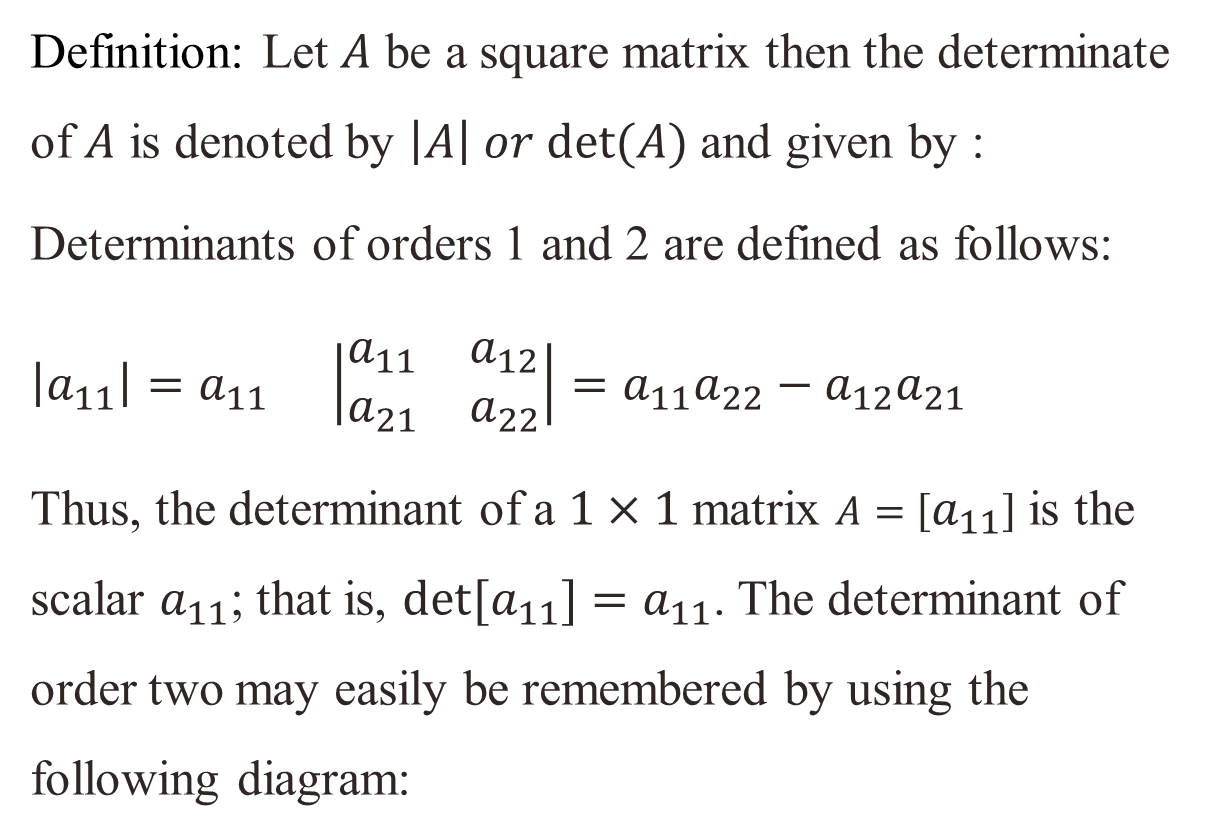 Definition: Let A be a square matrix then the determinate
of A is denoted by |A| or det(A) and given by :
Determinants of orders 1 and 2 are defined as follows:
|a₁₁| = a₁₁ |a₁₁ a₁₂
a₂₁ a₂₂| = a₁₁a₂₂ − a₁₂a₂₁
Thus, the determinant of a 1 × 1 matrix A = [a₁₁] is the
scalar a₁₁; that is, det[a₁₁] = a₁₁. The determinant of
order two may easily be remembered by using the
following diagram: